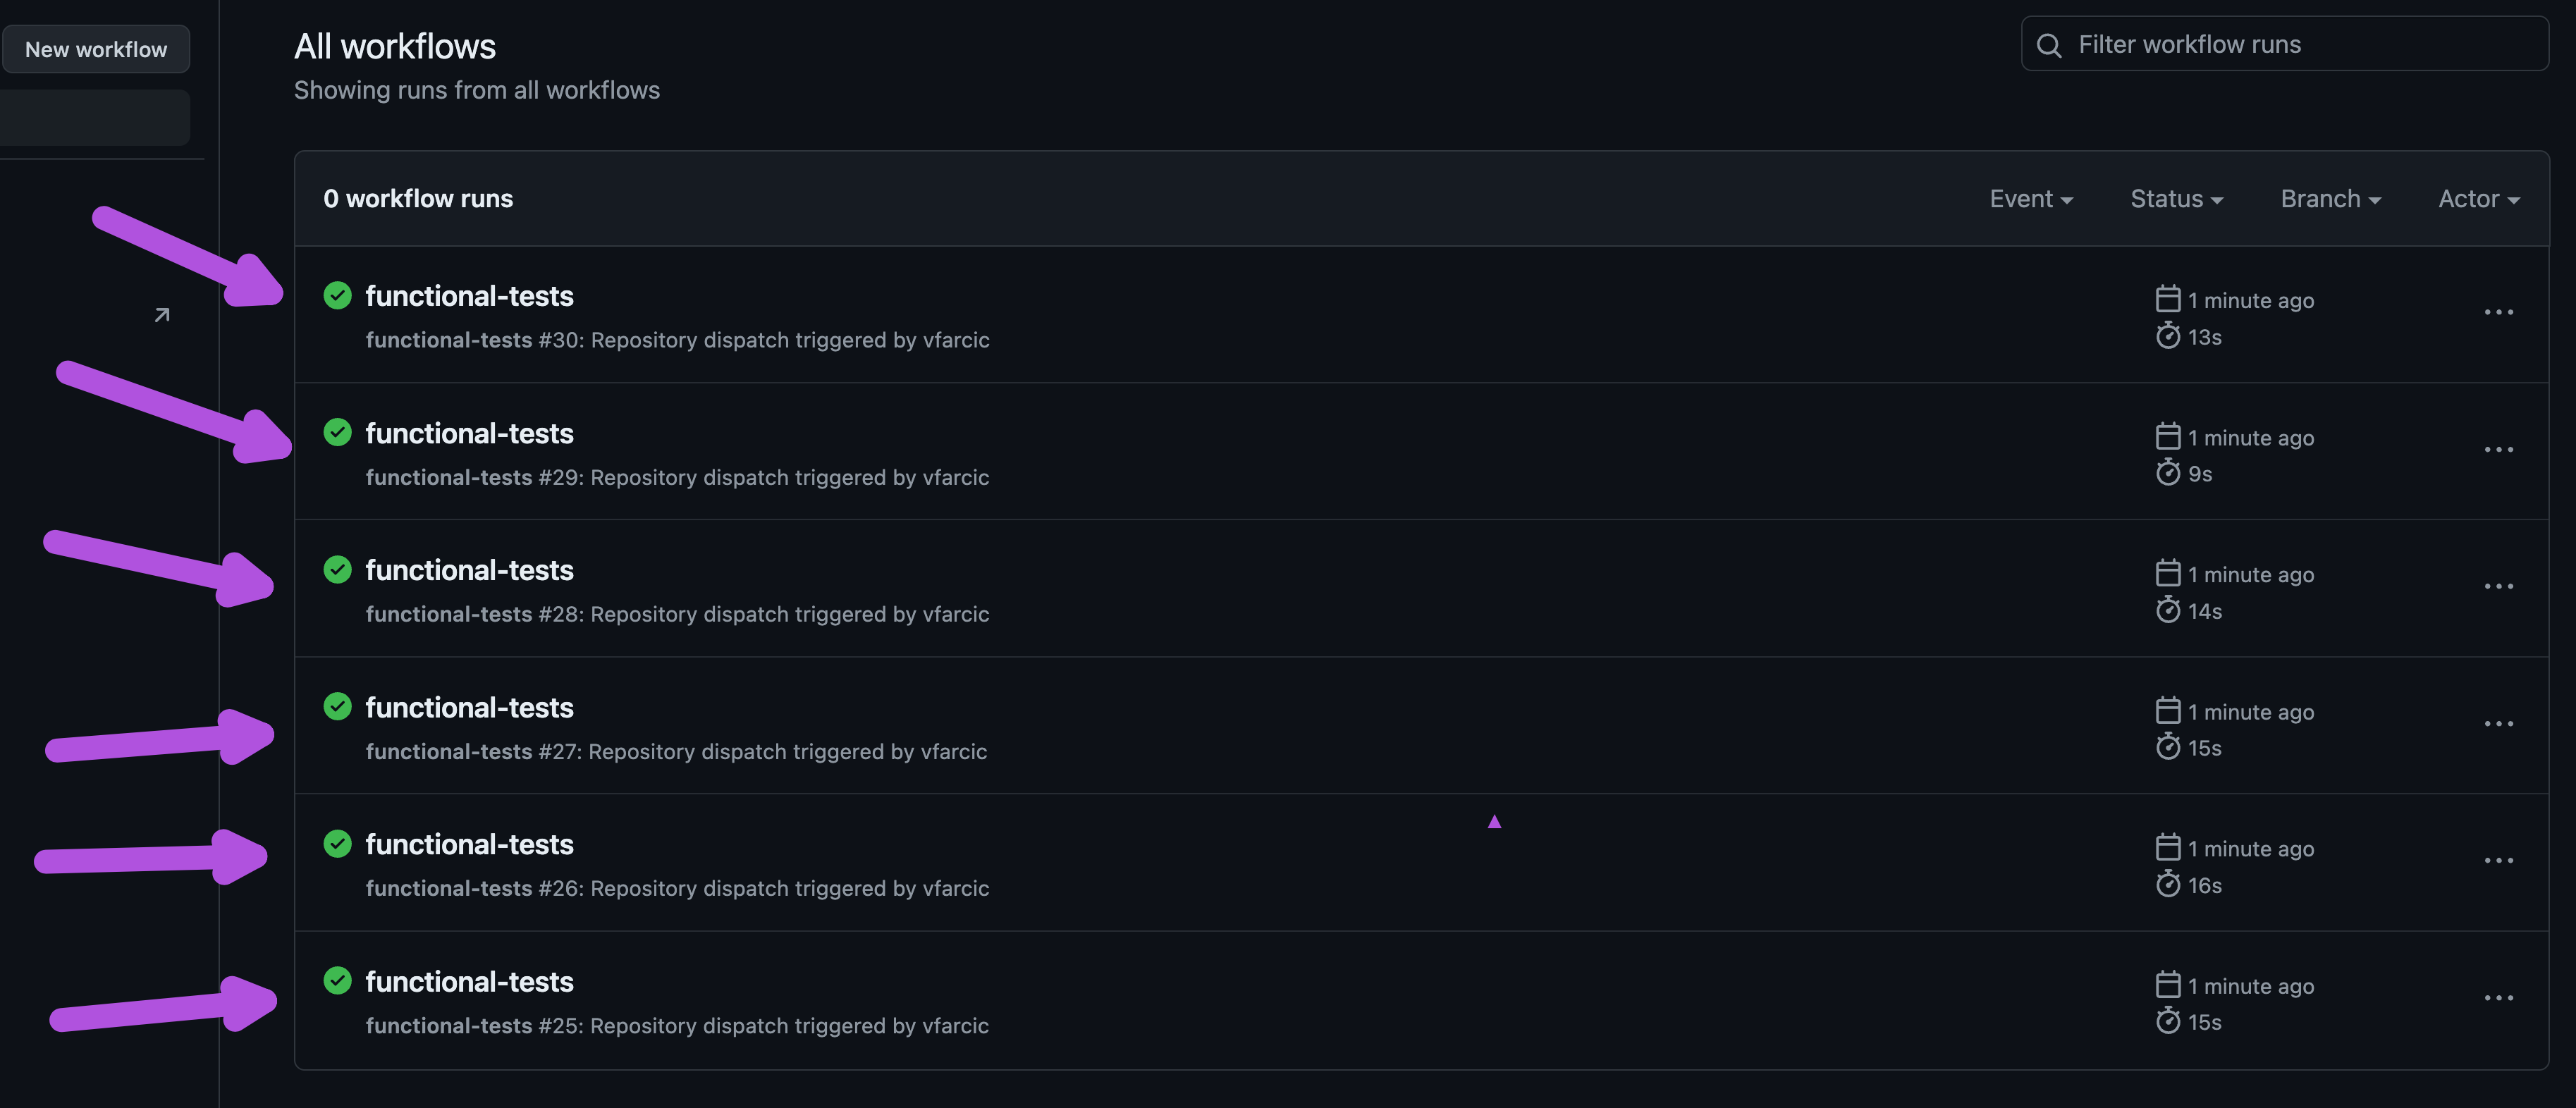 New workflow
All workflows
Showing runs from all workflows
Filter workflow runs
0 workflow runs
Event Status Branch Actor
functional-tests
functional-tests #30: Repository dispatch triggered by vfarcic
1 minute ago
13s
functional-tests
functional-tests #29: Repository dispatch triggered by vfarcic
1 minute ago
9s
functional-tests
functional-tests #28: Repository dispatch triggered by vfarcic
1 minute ago
14s
functional-tests
functional-tests #27: Repository dispatch triggered by vfarcic
1 minute ago
15s
functional-tests
functional-tests #26: Repository dispatch triggered by vfarcic
1 minute ago
16s
functional-tests
functional-tests #25: Repository dispatch triggered by vfarcic
1 minute ago
15s